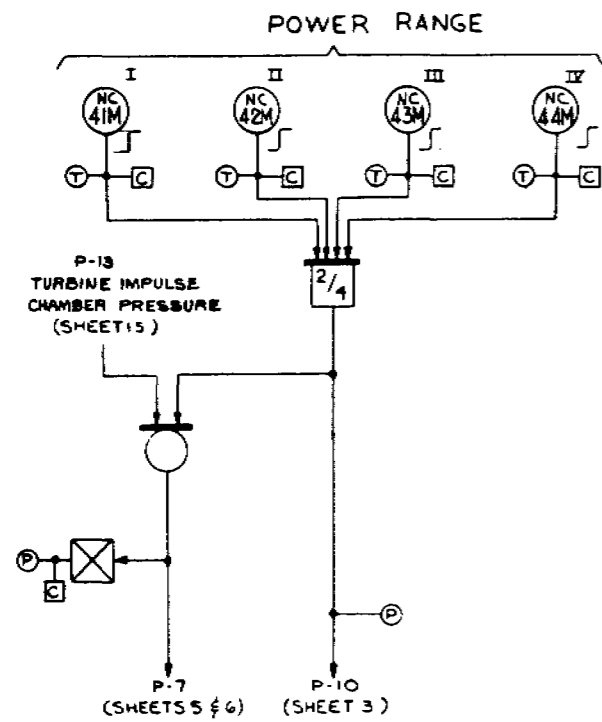 POWER RANGE
I II III IV
NC 41M NC 42M NC 43M NC 44M
T C T C T C T C
2/4
P-13
TURBINE IMPULSE
CHAMBER PRESSURE
(SHEET 15)
P
C
P
P-7 P-10
(SHEETS 5 & 6) (SHEET 3)